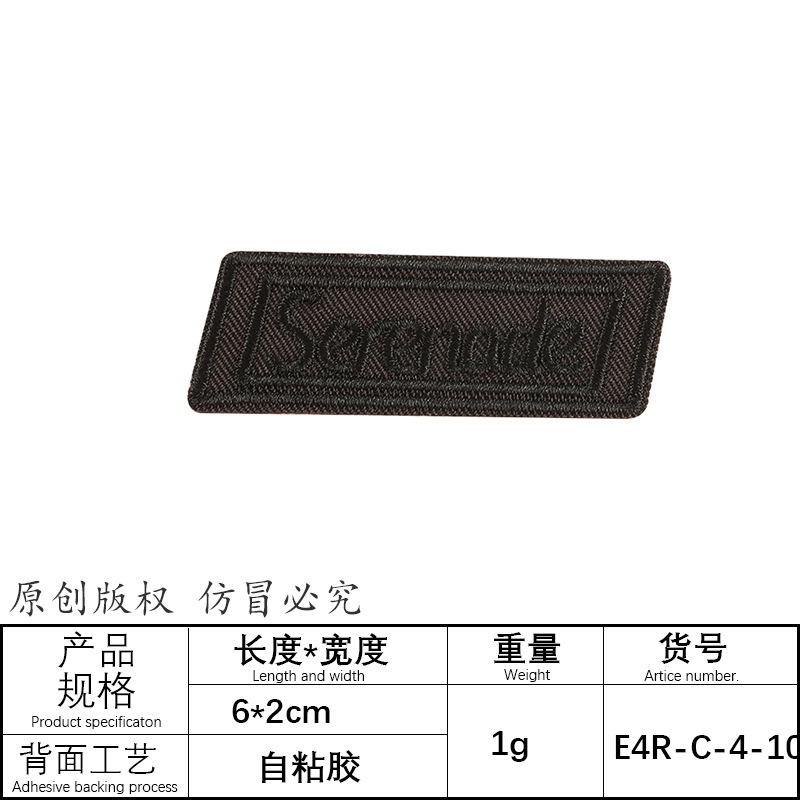 Serenade
原创版权 仿冒必究
产品规格
Product specificaton
长度*宽度
Length and width
重量
Weight
货号
Artice number.
6*2cm
1g
E4R-C-4-10
背面工艺
Adhesive backing process
自粘胶